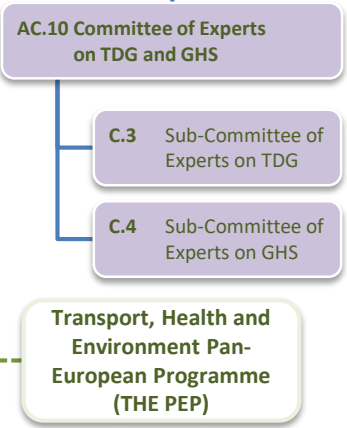 AC.10 Committee of Experts
on TDG and GHS
C.3 Sub-Committee of
Experts on TDG
C.4 Sub-Committee of
Experts on GHS
Transport, Health and
Environment Pan-
European Programme
(THE PEP)